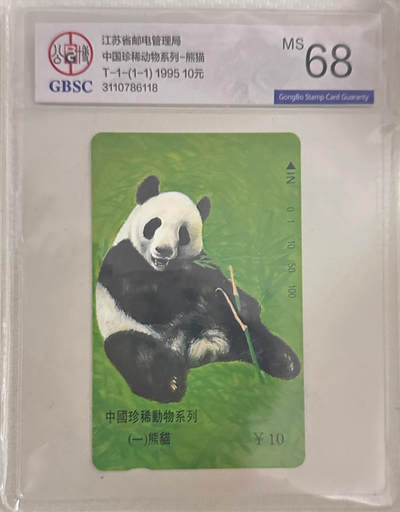 江苏省邮电管理局
中国珍稀动物系列-熊猫
T-1-(1-1) 1995 10元
3110786118
公博
GBSC
MS 68
GongBo Stamp Card Guaranty
IN
0 1 10 50 100
中國珍稀動物系列
(一)熊貓
￥10